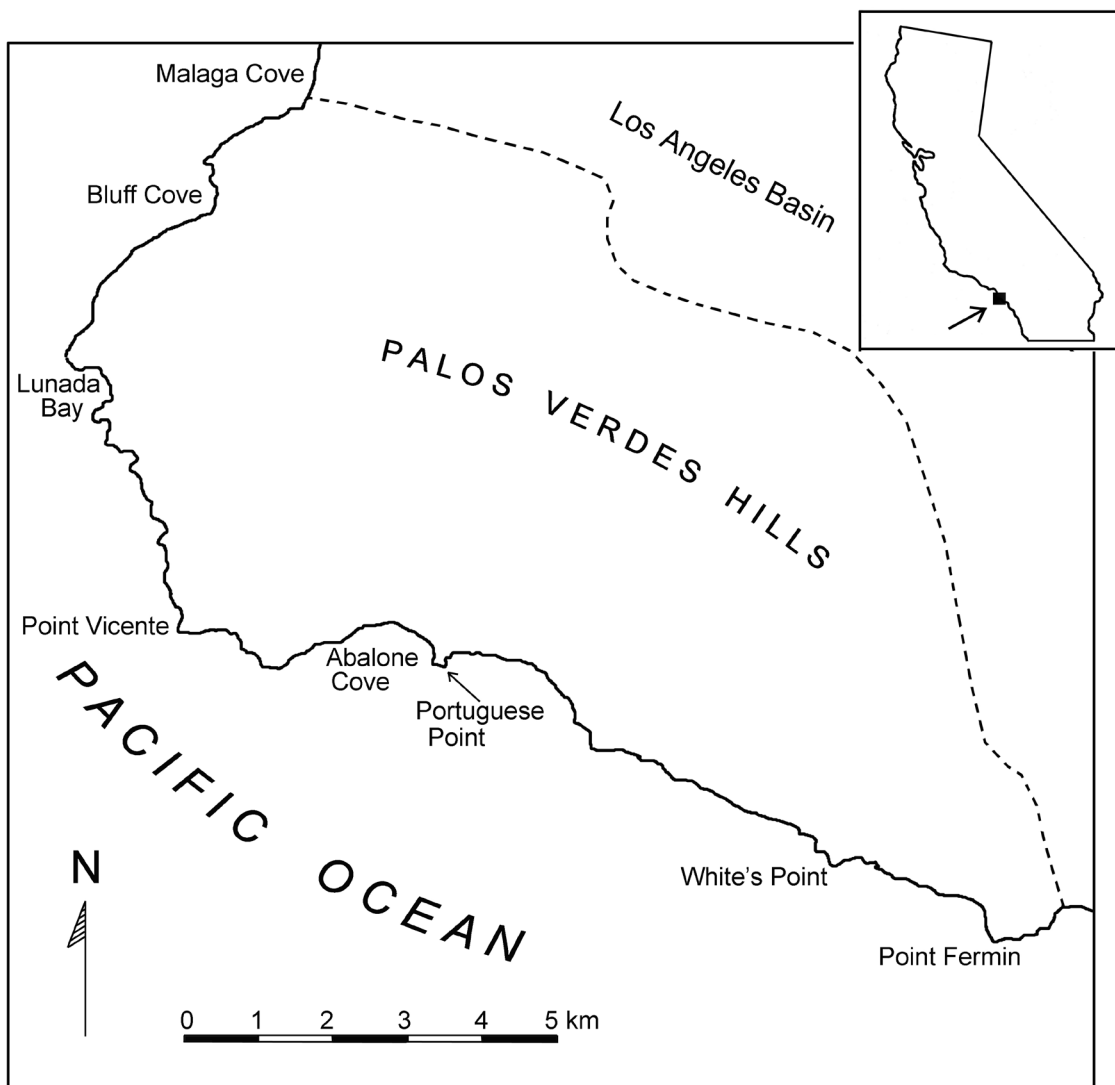 Malaga Cove
Los Angeles Basin
Bluff Cove
PALOS VERDES HILLS
Lunada
Bay
Point Vicente
Abalone
Cove
Portuguese
Point
PACIFIC OCEAN
White's Point
N
Point Fermin
0 1 2 3 4 5 km